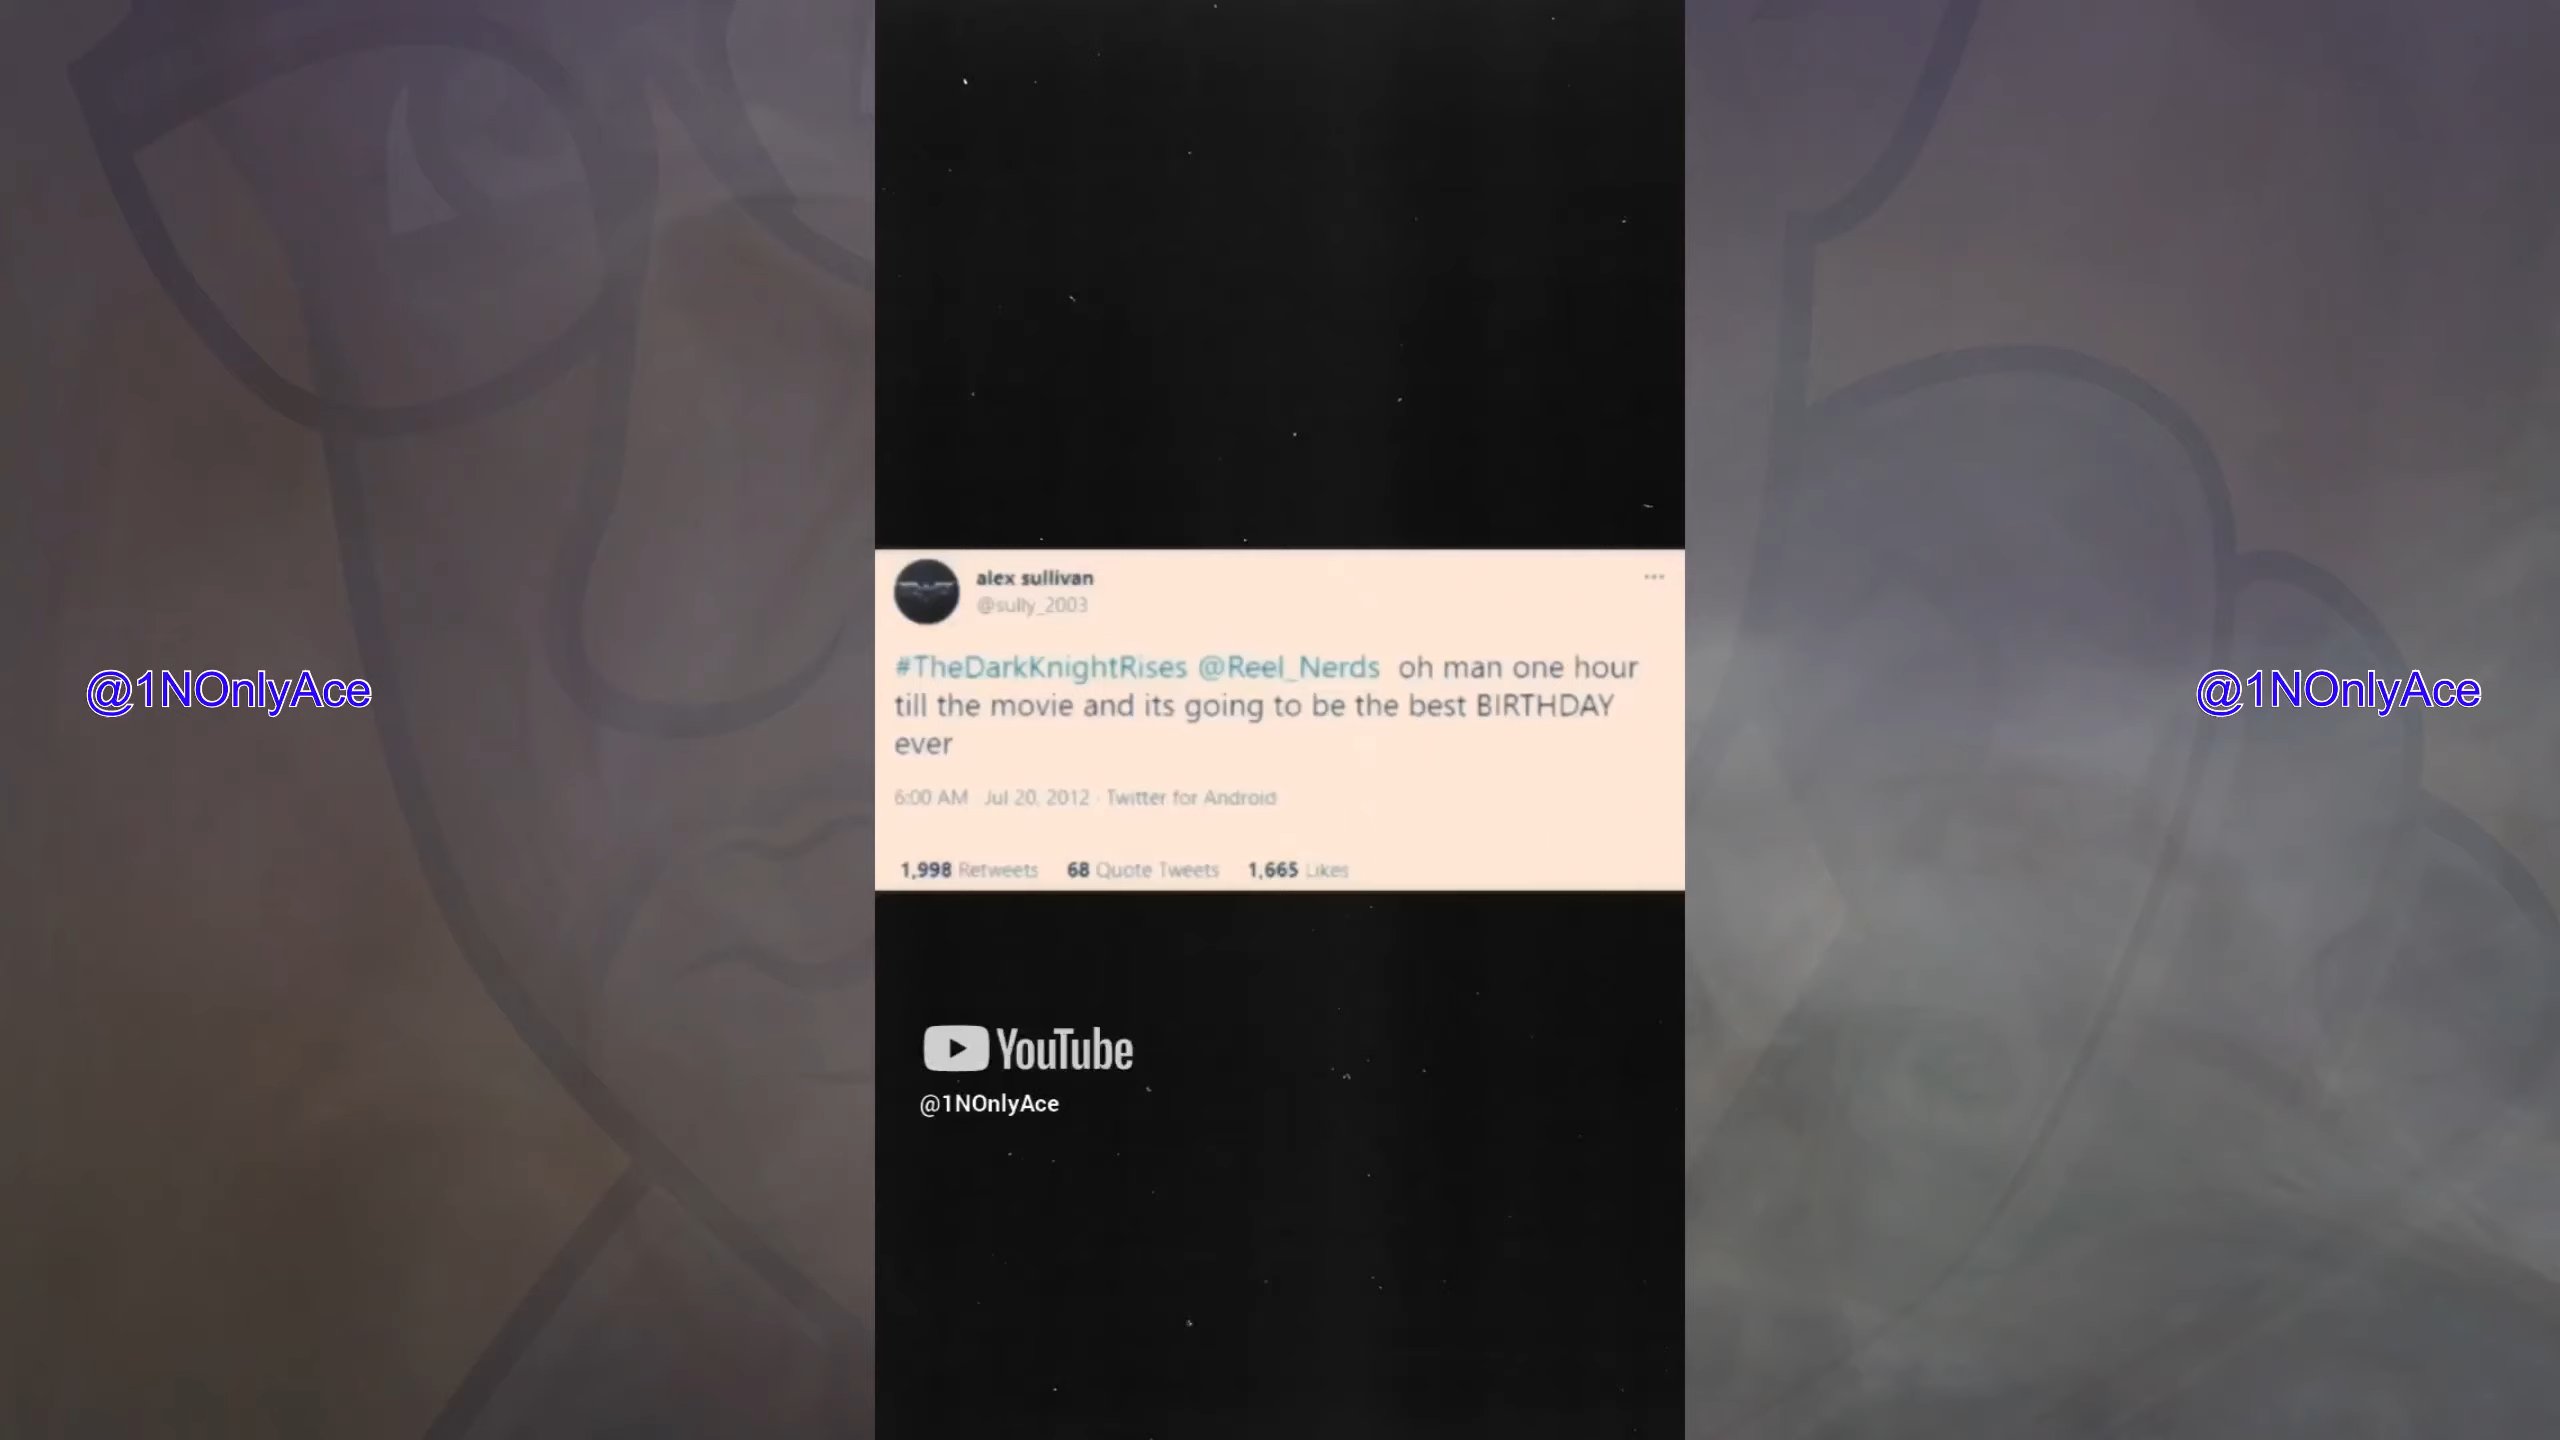 alex sullivan
@sully_2003
#TheDarkKnightRises @Reel_Nerds oh man one hour
till the movie and its going to be the best BIRTHDAY
ever
6:00 AM Jul 20, 2012 · Twitter for Android
1,998 Retweets 68 Quote Tweets 1,665 Likes
@1NOnlyAce
@1NOnlyAce
YouTube
@1NOnlyAce